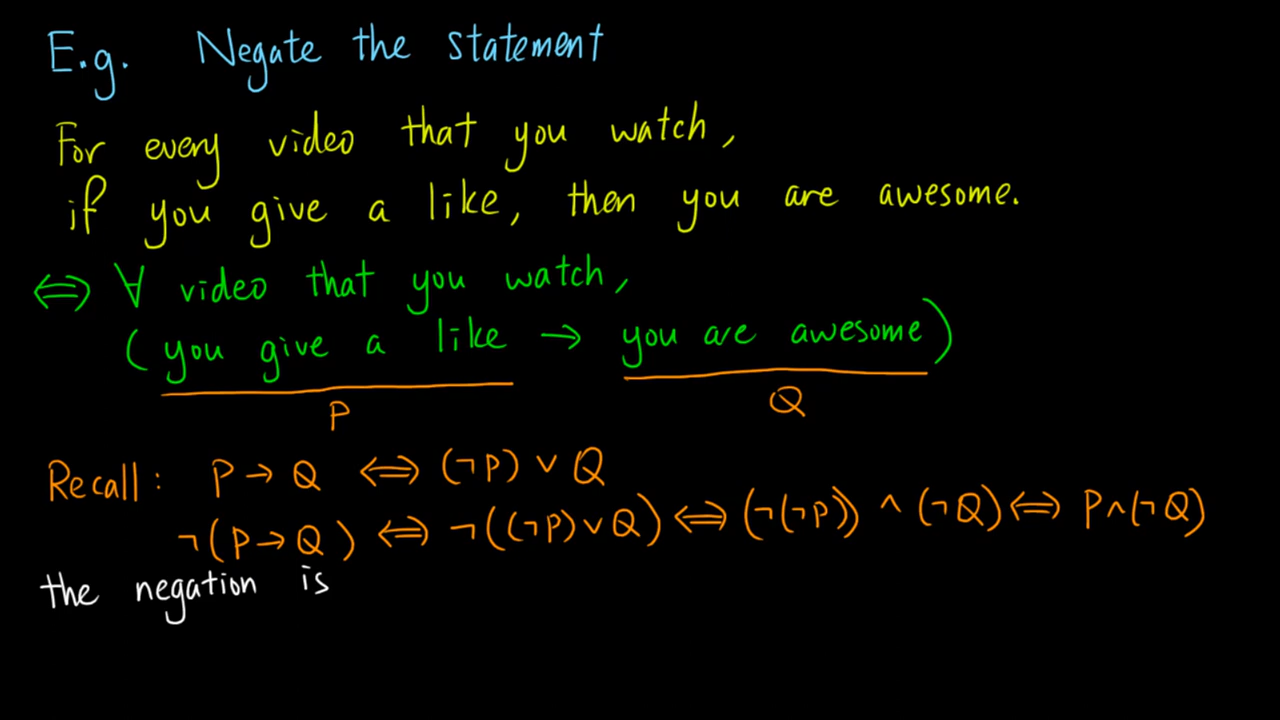 E.g. Negate the statement
For every video that you watch,
if you give a like, then you are awesome.
⇔ ∀ video that you watch,
(you give a like → you are awesome)
P Q
Recall: P → Q ⇔ (¬P) ∨ Q
¬(P → Q) ⇔ ¬((¬P) ∨ Q) ⇔ (¬(¬P)) ∧ (¬Q) ⇔ P ∧ (¬Q)
the negation is